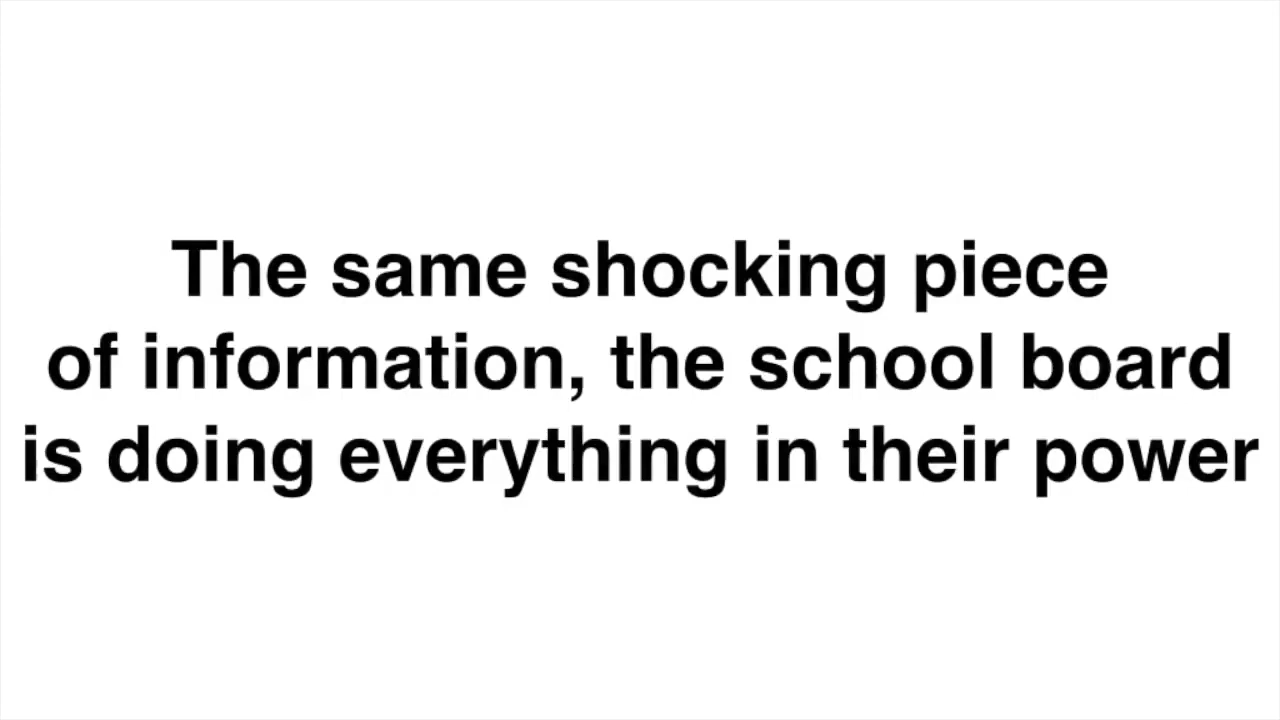 The same shocking piece
of information, the school board
is doing everything in their power